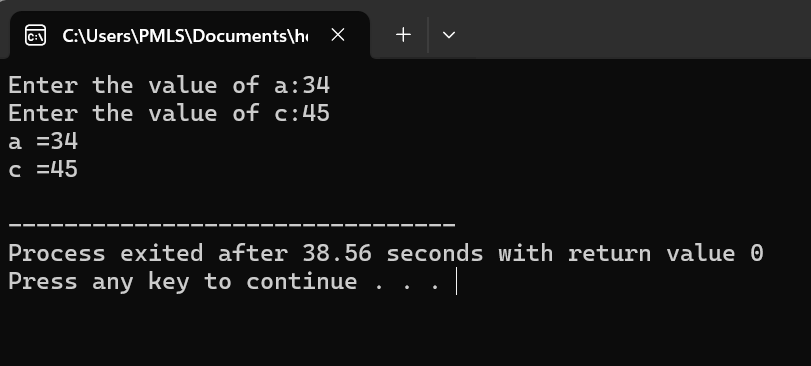 C:\Users\PMLS\Documents\h
Enter the value of a:34
Enter the value of c:45
a =34
c =45
--------------------------------
Process exited after 38.56 seconds with return value 0
Press any key to continue . . .